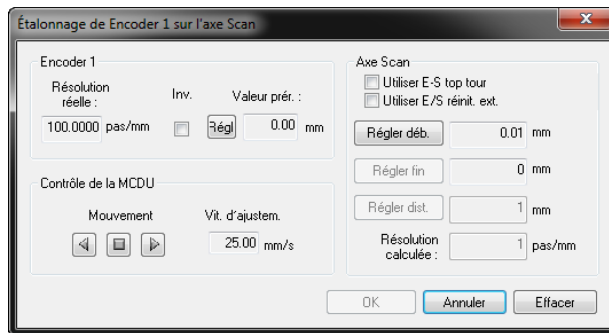 Étalonnage de Encoder 1 sur l'axe Scan
Encoder 1
Résolution
réelle :
Inv.
Valeur prér. :
100.0000 pas/mm
Régl
0.00 mm
Contrôle de la MCDU
Mouvement
Vit. d'ajustem.
25.00 mm/s
Axe Scan
Utiliser E-S top tour
Utiliser E/S réinit. ext.
Régler déb.
0.01 mm
Régler fin
0 mm
Régler dist.
1 mm
Résolution
calculée :
1 pas/mm
OK
Annuler
Effacer